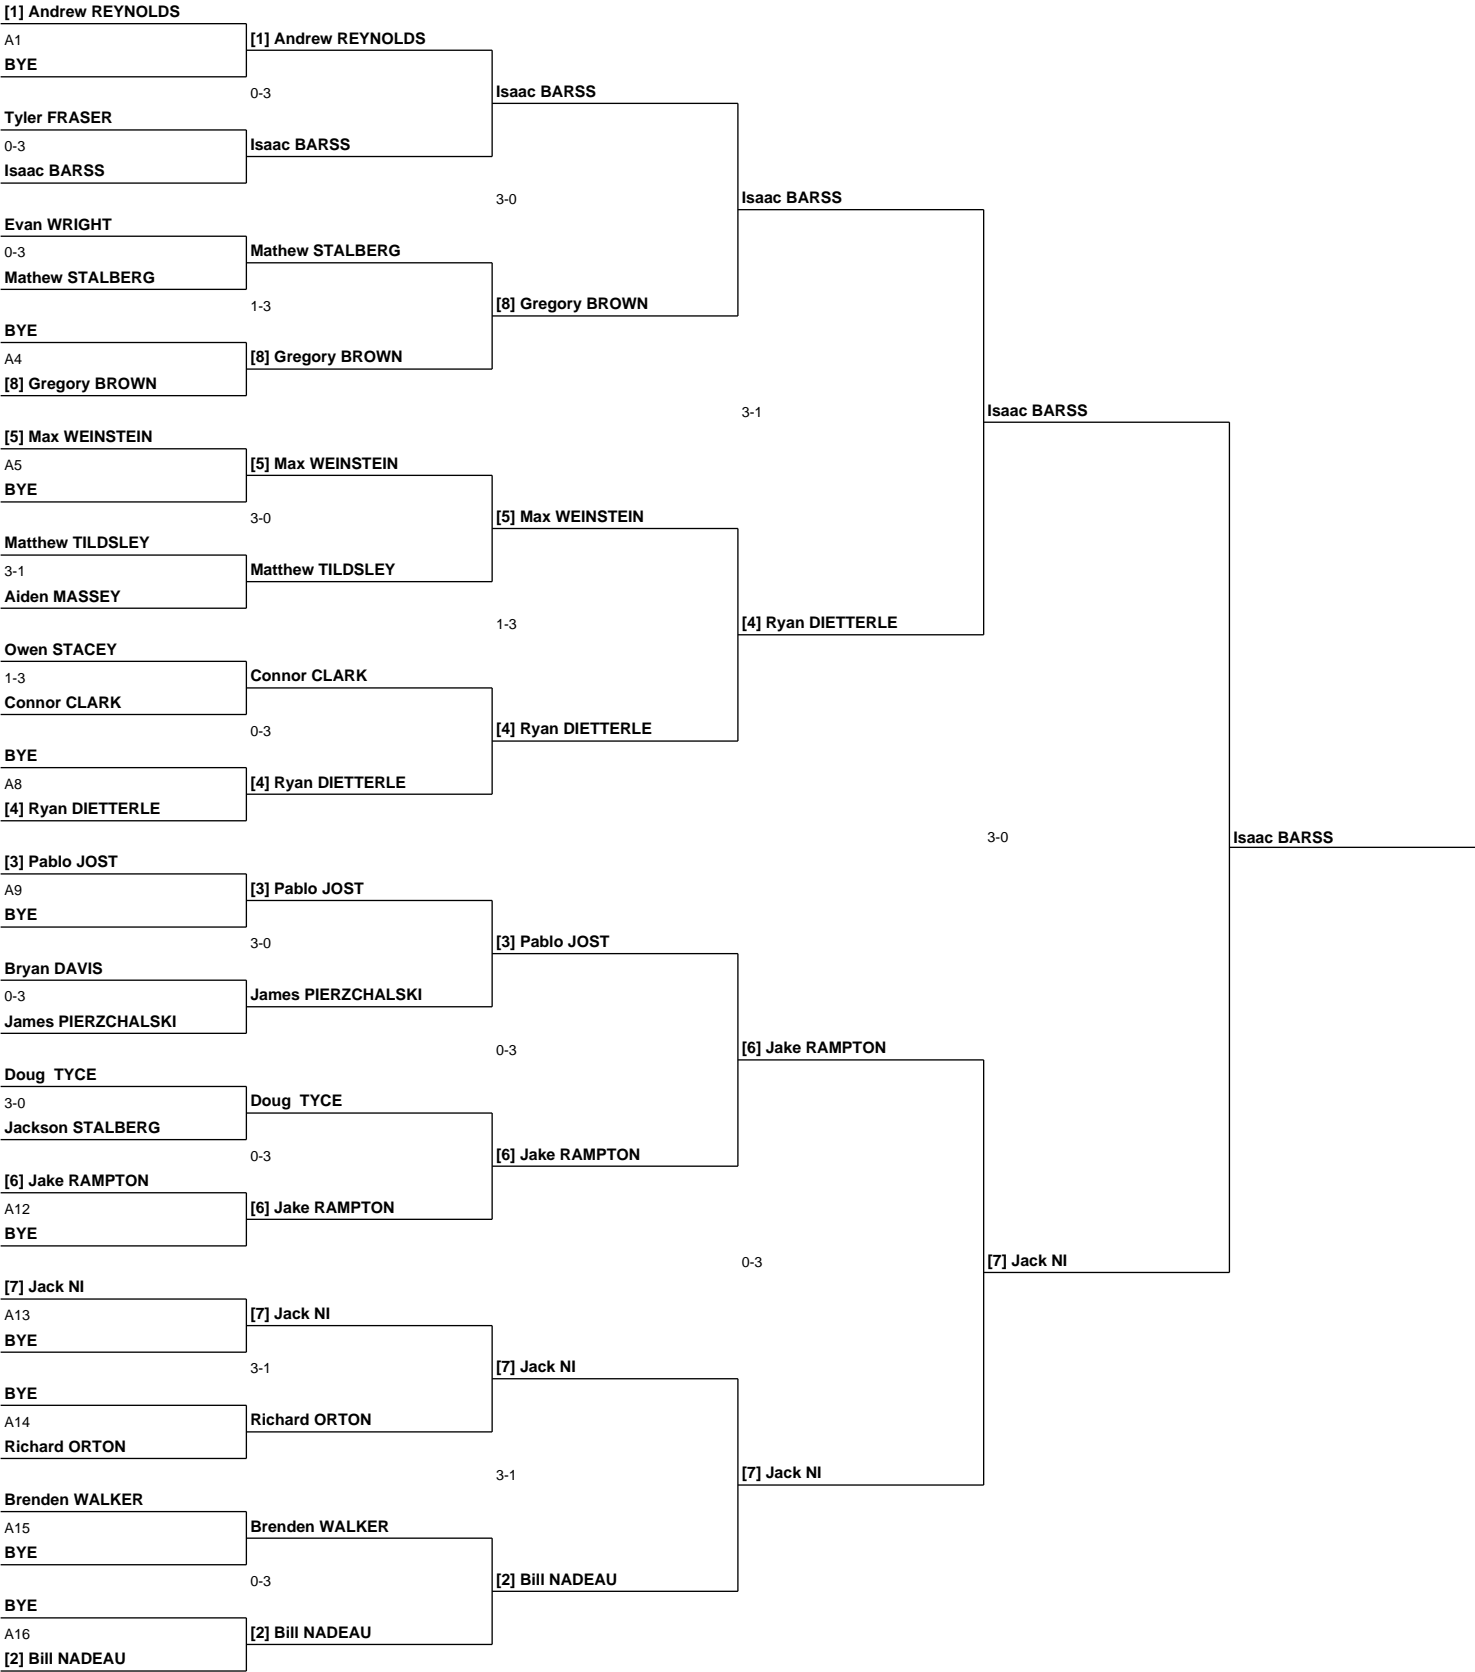 [1] Andrew REYNOLDS
A1
BYE
Tyler FRASER
0-3
Isaac BARSS
Evan WRIGHT
0-3
Mathew STALBERG
BYE
A4
[8] Gregory BROWN
[5] Max WEINSTEIN
A5
BYE
Matthew TILDSLEY
3-1
Aiden MASSEY
Owen STACEY
1-3
Connor CLARK
BYE
A8
[4] Ryan DIETTERLE
[3] Pablo JOST
A9
BYE
Bryan DAVIS
0-3
James PIERZCHALSKI
Doug  TYCE
3-0
Jackson STALBERG
[6] Jake RAMPTON
A12
BYE
[7] Jack NI
A13
BYE
BYE
A14
Richard ORTON
Brenden WALKER
A15
BYE
BYE
A16
[2] Bill NADEAU
[1] Andrew REYNOLDS
0-3
Isaac BARSS
Mathew STALBERG
1-3
[8] Gregory BROWN
[5] Max WEINSTEIN
3-0
Matthew TILDSLEY
Connor CLARK
0-3
[4] Ryan DIETTERLE
[3] Pablo JOST
3-0
James PIERZCHALSKI
Doug  TYCE
0-3
[6] Jake RAMPTON
[7] Jack NI
3-1
Richard ORTON
Brenden WALKER
0-3
[2] Bill NADEAU
Isaac BARSS
3-0
[8] Gregory BROWN
[5] Max WEINSTEIN
1-3
[4] Ryan DIETTERLE
[3] Pablo JOST
0-3
[6] Jake RAMPTON
[7] Jack NI
3-1
[2] Bill NADEAU
Isaac BARSS
3-1
[4] Ryan DIETTERLE
[6] Jake RAMPTON
0-3
[7] Jack NI
Isaac BARSS
3-0
[7] Jack NI
Isaac BARSS